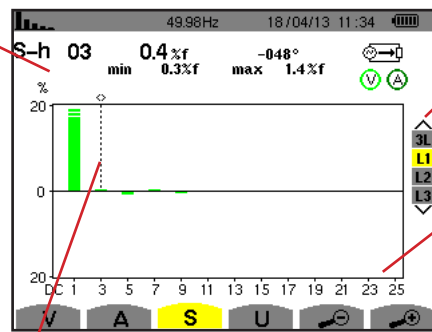 49.98Hz 18/04/13 11:34
S-h 03 0.4 %f -048°
min 0.3%f max 1.4%f
V A
%
20
3L
L1
L2
L3
0
20
DC 1 3 5 7 9 11 13 15 17 19 21 23 25
V A S U